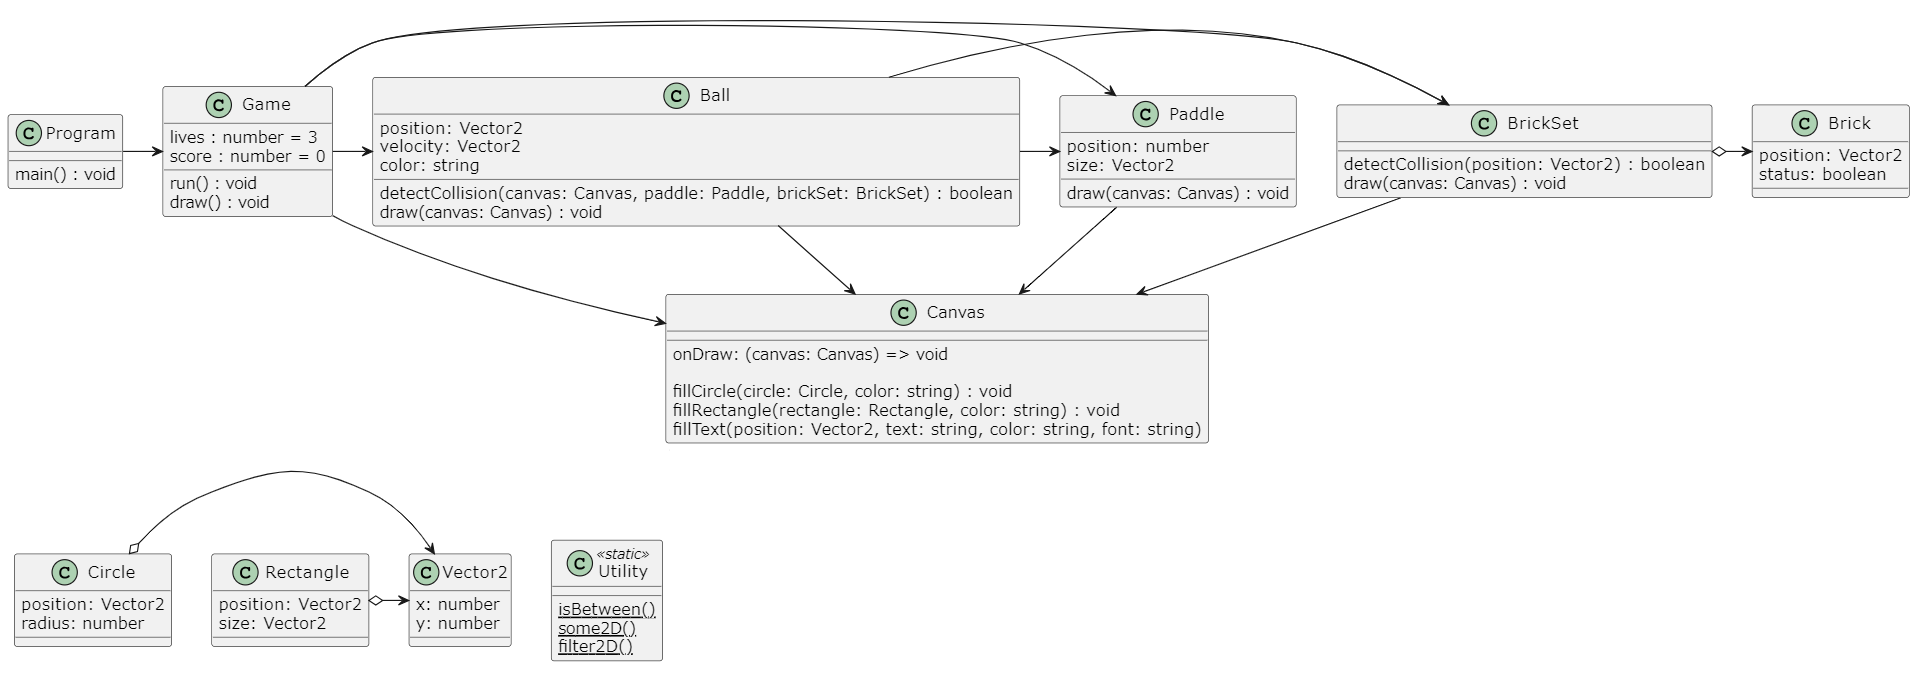 C Program
main() : void
C Game
lives : number = 3
score : number = 0
run() : void
draw() : void
C Ball
position: Vector2
velocity: Vector2
color: string
detectCollision(canvas: Canvas, paddle: Paddle, brickSet: BrickSet) : boolean
draw(canvas: Canvas) : void
C Paddle
position: number
size: Vector2
draw(canvas: Canvas) : void
C BrickSet
detectCollision(position: Vector2) : boolean
draw(canvas: Canvas) : void
C Brick
position: Vector2
status: boolean
C Canvas
onDraw: (canvas: Canvas) => void
fillCircle(circle: Circle, color: string) : void
fillRectangle(rectangle: Rectangle, color: string) : void
fillText(position: Vector2, text: string, color: string, font: string)
C Circle
position: Vector2
radius: number
C Rectangle
position: Vector2
size: Vector2
C Vector2
x: number
y: number
«static»
C Utility
isBetween()
some2D()
filter2D()